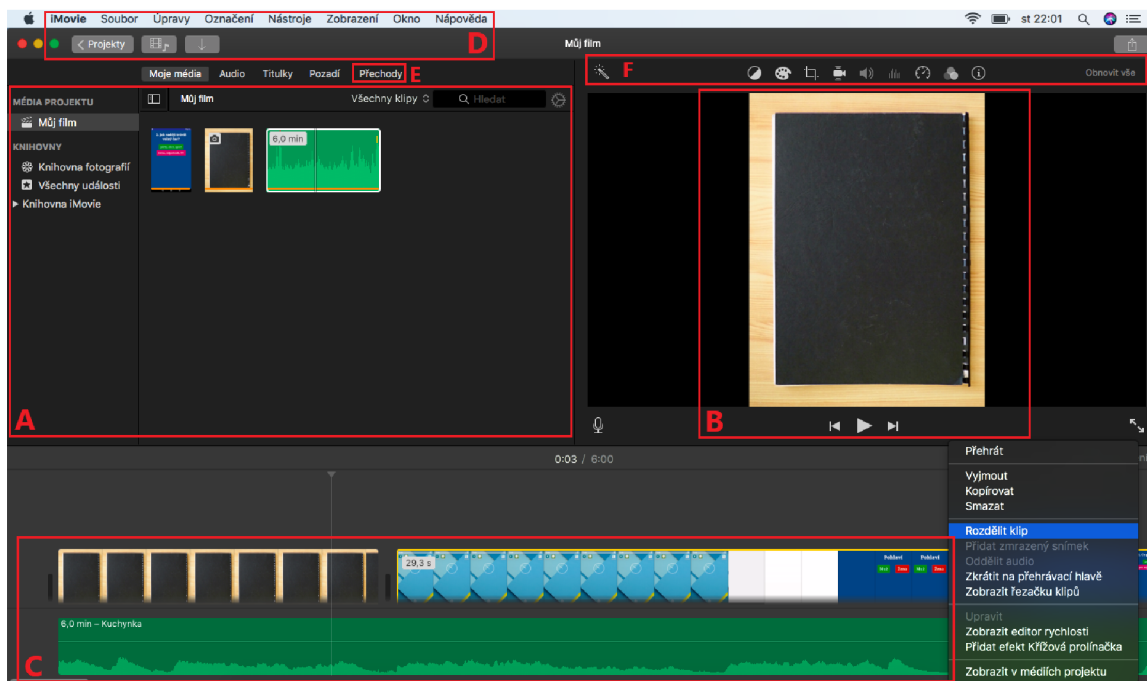 iMovie Soubor Úpravy Označení Nástroje Zobrazení Okno Nápověda st 22:01
Projekty D Můj film
Moje média Audio Titulky Pozadí Přechody E F Obnovit vše
MÉDIA PROJEKTU Můj film Všechny klipy Hledat
Můj film
KNIHOVNY
6,0 min
Knihovna fotografií
Všechny události
Knihovna iMovie
A B
0:03 / 6:00
Přehrát
Vyjmout
Kopírovat
Smazat
Rozdělit klip
Přidat zmrazený snímek
Oddělit audio
Zkrátit na přehrávací hlavě
Zobrazit řezačku klipů
Upravit
Zobrazit editor rychlosti
Přidat efekt Křížová prolínačka
Zobrazit v médiích projektu
29,3 s
6,0 min – Kuchynka
C